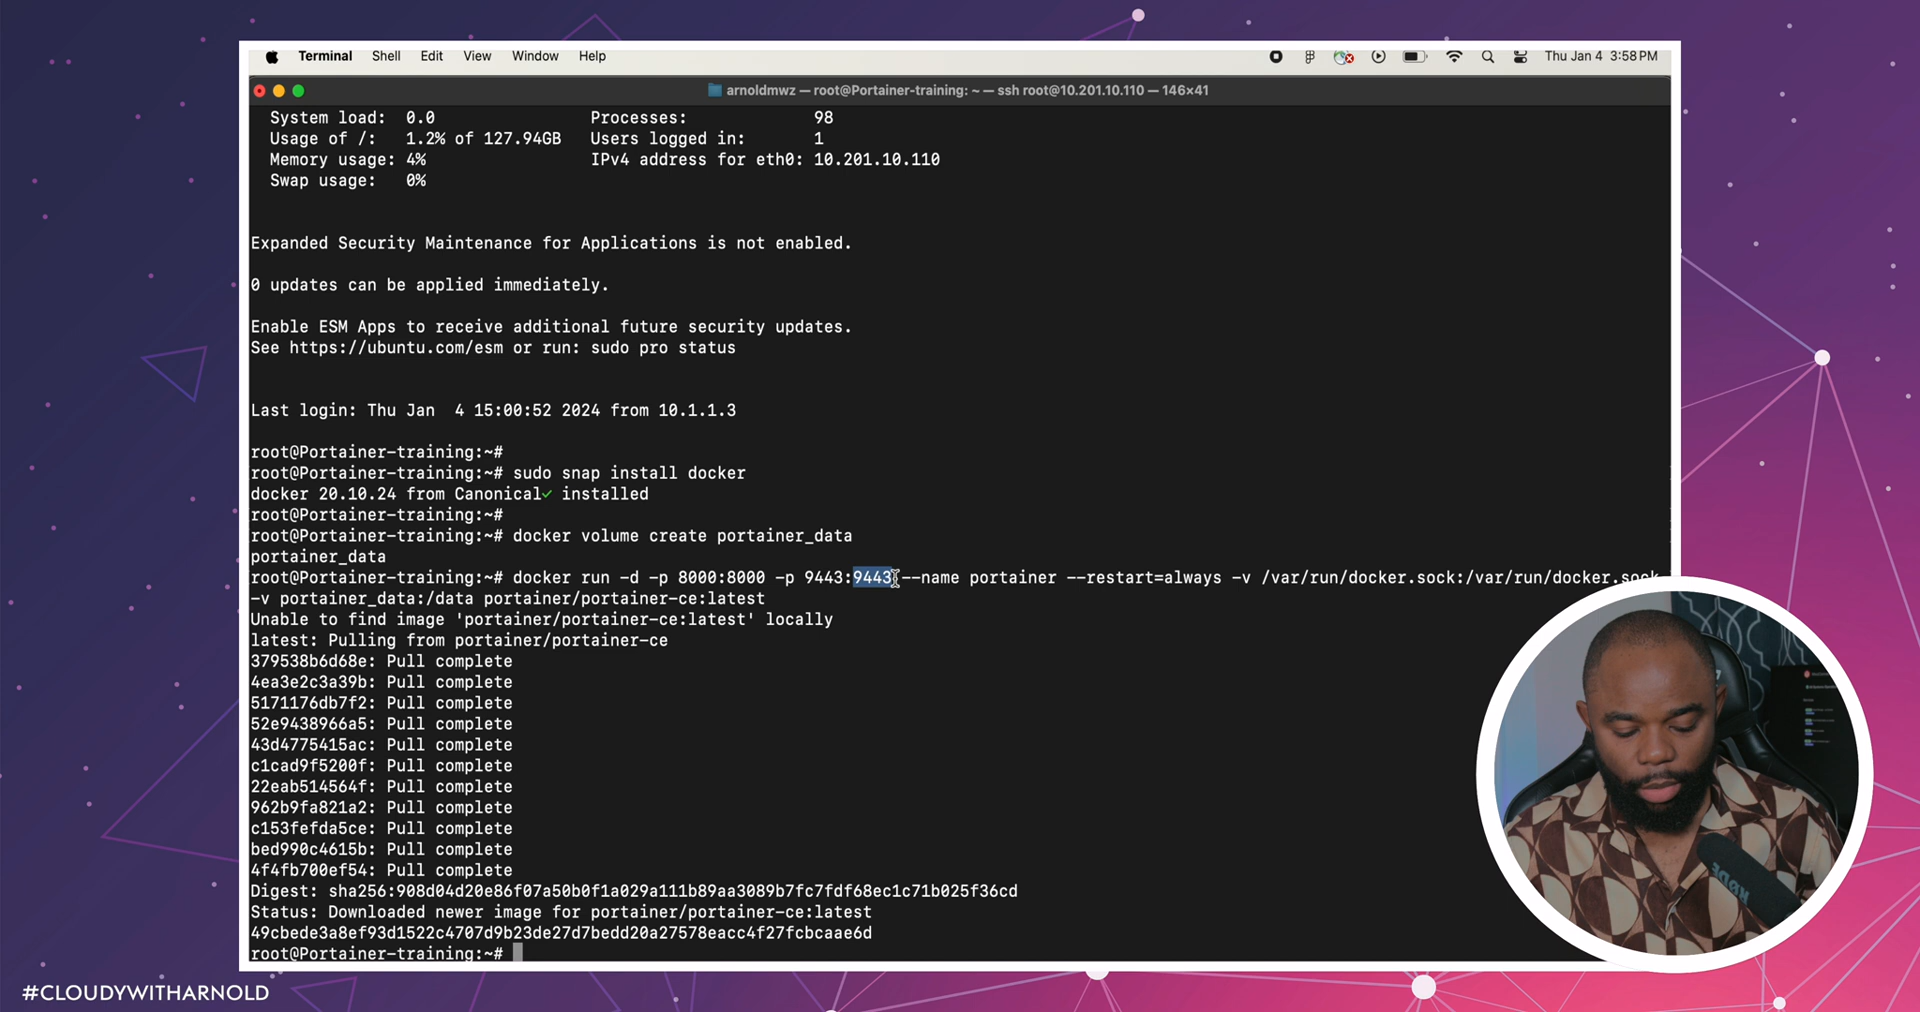 Terminal Shell Edit View Window Help Thu Jan 4 3:58 PM
arnoldmwz — root@Portainer-training: ~ — ssh root@10.201.10.110 — 146×41
System load: 0.0 Processes: 98
Usage of /: 1.2% of 127.94GB Users logged in: 1
Memory usage: 4% IPv4 address for eth0: 10.201.10.110
Swap usage: 0%
Expanded Security Maintenance for Applications is not enabled.
0 updates can be applied immediately.
Enable ESM Apps to receive additional future security updates.
See https://ubuntu.com/esm or run: sudo pro status
Last login: Thu Jan 4 15:00:52 2024 from 10.1.1.3
root@Portainer-training:~#
root@Portainer-training:~# sudo snap install docker
docker 20.10.24 from Canonical✓ installed
root@Portainer-training:~#
root@Portainer-training:~# docker volume create portainer_data
portainer_data
root@Portainer-training:~# docker run -d -p 8000:8000 -p 9443:9443 --name portainer --restart=always -v /var/run/docker.sock:/var/run/docker.sock
-v portainer_data:/data portainer/portainer-ce:latest
Unable to find image 'portainer/portainer-ce:latest' locally
latest: Pulling from portainer/portainer-ce
379538b6d68e: Pull complete
4ea3e2c3a39b: Pull complete
5171176db7f2: Pull complete
52e9438966a5: Pull complete
43d4775415ac: Pull complete
c1cad9f5200f: Pull complete
22eab514564f: Pull complete
962b9fa821a2: Pull complete
c153fefda5ce: Pull complete
bed990c4615b: Pull complete
4f4fb700ef54: Pull complete
Digest: sha256:908d04d20e86f07a50b0f1a029a111b89aa3089b7fc7fdf68ec1c71b025f36cd
Status: Downloaded newer image for portainer/portainer-ce:latest
49cbede3a8ef93d1522c4707d9b23de27d7bedd20a27578eacc4f27fcbcaae6d
root@Portainer-training:~#
#CLOUDYWITHARNOLD